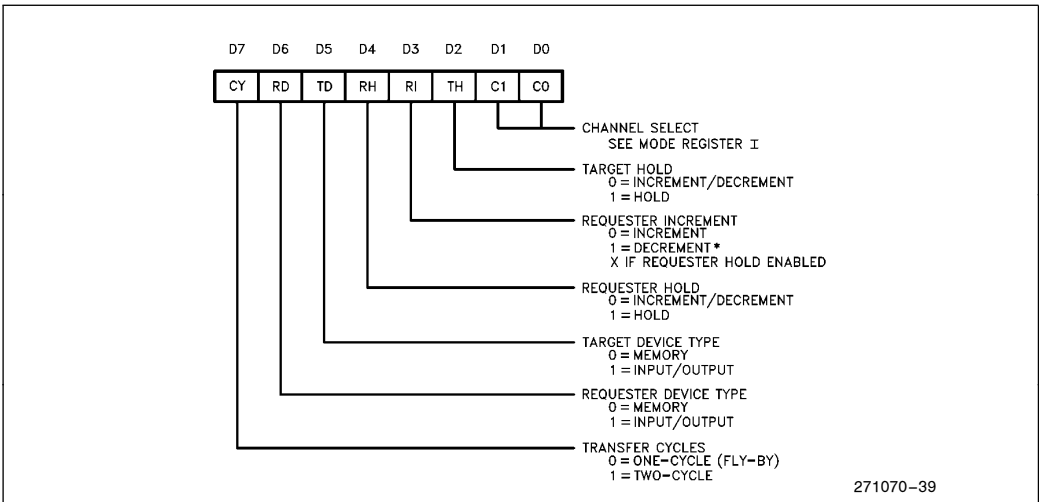 D7 D6 D5 D4 D3 D2 D1 D0
CY RD TD RH RI TH C1 C0
CHANNEL SELECT
SEE MODE REGISTER I
TARGET HOLD
0 = INCREMENT/DECREMENT
1 = HOLD
REQUESTER INCREMENT
0 = INCREMENT
1 = DECREMENT*
X IF REQUESTER HOLD ENABLED
REQUESTER HOLD
0 = INCREMENT/DECREMENT
1 = HOLD
TARGET DEVICE TYPE
0 = MEMORY
1 = INPUT/OUTPUT
REQUESTER DEVICE TYPE
0 = MEMORY
1 = INPUT/OUTPUT
TRANSFER CYCLES
0 = ONE-CYCLE (FLY-BY)
1 = TWO-CYCLE
271070-39